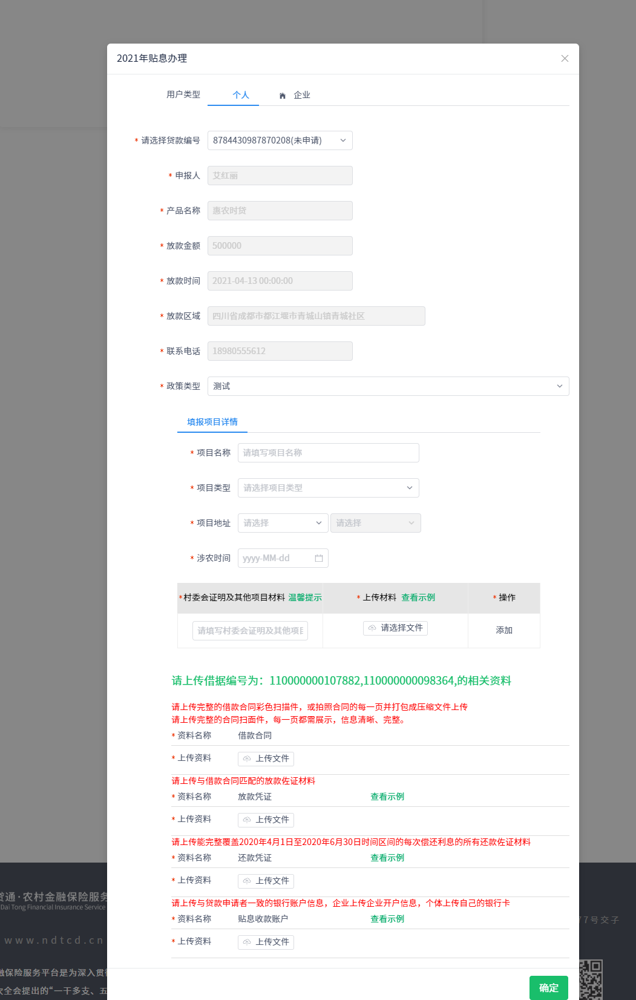 2021年贴息办理
用户类型 个人 企业
* 请选择贷款编号 8784430987870208(未申请)
* 申报人 艾红丽
* 产品名称 惠农时贷
* 放款金额 500000
* 放款时间 2021-04-13 00:00:00
* 放款区域 四川省成都市都江堰市青城山镇青城社区
* 联系电话 18980555612
* 政策类型 测试
填报项目详情
* 项目名称 请填写项目名称
* 项目类型 请选择项目类型
* 项目地址 请选择 请选择
* 涉农时间 yyyy-MM-dd
*村委会证明及其他项目材料 温馨提示 * 上传材料 查看示例 * 操作
请填写村委会证明及其他项目 请选择文件 添加
请上传借据编号为：110000000107882,110000000098364,的相关资料
请上传完整的借款合同彩色扫描件，或拍照合同的每一页并打包成压缩文件上传
请上传完整的合同扫面件，每一页都需展示，信息清晰、完整。
* 资料名称 借款合同
* 上传资料 上传文件
请上传与借款合同匹配的放款佐证材料
* 资料名称 放款凭证 查看示例
* 上传资料 上传文件
请上传能完整覆盖2020年4月1日至2020年6月30日时间区间的每次偿还利息的所有还款佐证材料
* 资料名称 还款凭证 查看示例
* 上传资料 上传文件
请上传与贷款申请者一致的银行账户信息，企业上传企业开户信息，个体上传自己的银行卡
* 资料名称 贴息收款账户 查看示例
* 上传资料 上传文件
确定
贷通·农村金融保险服务
Dai Tong Financial Insurance Service
77号交子
www.ndtcd.cn
融保险服务平台是为深入贯彻
次全会提出的“一干多支、五